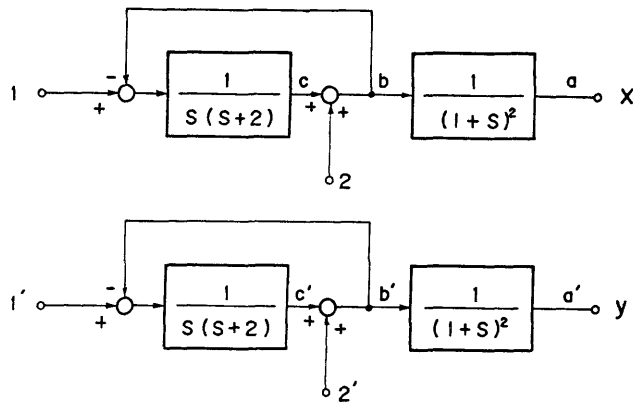 1 + - 1 / S(S+2) c + + b 1 / (1+S)² a X
2
1′ + - 1 / S(S+2) c′ + + b′ 1 / (1+S)² a′ y
2′